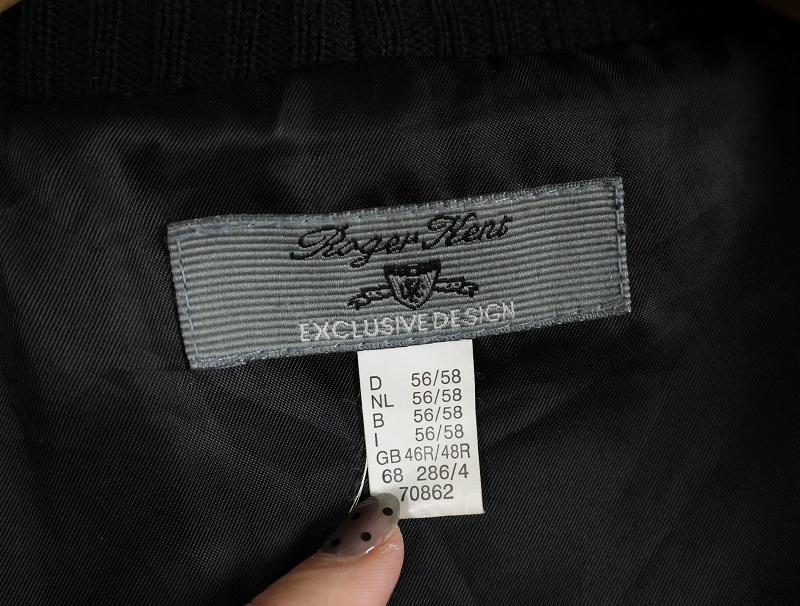 Roger Kent
EXCLUSIVE DESIGN
D 56/58
NL 56/58
B 56/58
I 56/58
GB 46R/48R
68 286/4
70862